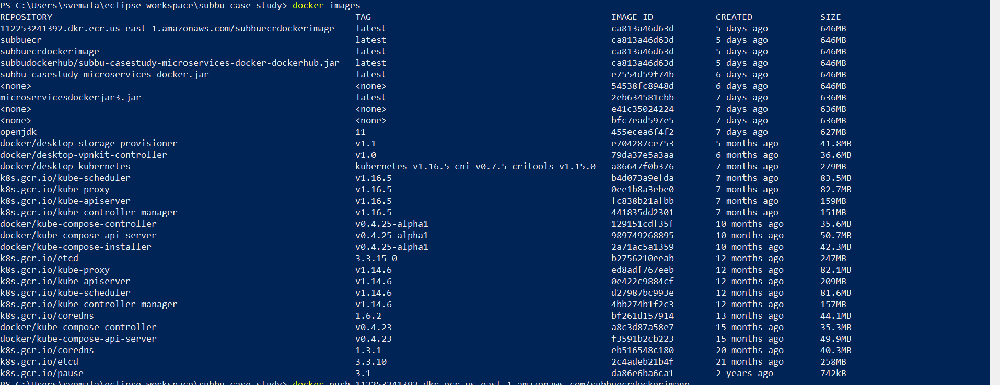 PS C:\Users\svemala\eclipse-workspace\subbu-case-study> docker images
REPOSITORY TAG IMAGE ID CREATED SIZE
112253241392.dkr.ecr.us-east-1.amazonaws.com/subbuecrdockerimage latest ca813a46d63d 5 days ago 646MB
subbuecr latest ca813a46d63d 5 days ago 646MB
subbuecrdockerimage latest ca813a46d63d 5 days ago 646MB
subbudockerhub/subbu-casestudy-microservices-docker-dockerhub.jar latest ca813a46d63d 5 days ago 646MB
subbu-casestudy-microservices-docker.jar latest e7554d59f74b 6 days ago 646MB
<none> <none> 54538fc8948d 6 days ago 646MB
microservicesdockerjar3.jar latest 2eb634581cbb 7 days ago 636MB
<none> <none> e41c35024224 7 days ago 636MB
<none> <none> bfc7ead597e5 7 days ago 636MB
openjdk 11 455ecea6f4f2 7 days ago 627MB
docker/desktop-storage-provisioner v1.1 e704287ce753 5 months ago 41.8MB
docker/desktop-vpnkit-controller v1.0 79da37e5a3aa 6 months ago 36.6MB
docker/desktop-kubernetes kubernetes-v1.16.5-cni-v0.7.5-critools-v1.15.0 a86647f0b376 7 months ago 279MB
k8s.gcr.io/kube-scheduler v1.16.5 b4d073a9efda 7 months ago 83.5MB
k8s.gcr.io/kube-proxy v1.16.5 0ee1b8a3ebe0 7 months ago 82.7MB
k8s.gcr.io/kube-apiserver v1.16.5 fc838b21afbb 7 months ago 159MB
k8s.gcr.io/kube-controller-manager v1.16.5 441835dd2301 7 months ago 151MB
docker/kube-compose-controller v0.4.25-alpha1 129151cdf35f 10 months ago 35.6MB
docker/kube-compose-api-server v0.4.25-alpha1 989749268895 10 months ago 50.7MB
docker/kube-compose-installer v0.4.25-alpha1 2a71ac5a1359 10 months ago 42.3MB
k8s.gcr.io/etcd 3.3.15-0 b2756210eeab 12 months ago 247MB
k8s.gcr.io/kube-proxy v1.14.6 ed8adf767eeb 12 months ago 82.1MB
k8s.gcr.io/kube-apiserver v1.14.6 0e422c9884cf 12 months ago 209MB
k8s.gcr.io/kube-scheduler v1.14.6 d27987bc993e 12 months ago 81.6MB
k8s.gcr.io/kube-controller-manager v1.14.6 4bb274b1f2c3 12 months ago 157MB
k8s.gcr.io/coredns 1.6.2 bf261d157914 13 months ago 44.1MB
docker/kube-compose-controller v0.4.23 a8c3d87a58e7 15 months ago 35.3MB
docker/kube-compose-api-server v0.4.23 f3591b2cb223 15 months ago 49.9MB
k8s.gcr.io/coredns 1.3.1 eb516548c180 20 months ago 40.3MB
k8s.gcr.io/etcd 3.3.10 2c4adeb21b4f 21 months ago 258MB
k8s.gcr.io/pause 3.1 da86e6ba6ca1 2 years ago 742kB
PS C:\Users\svemala\eclipse-workspace\subbu-case-study> docker push 112253241392.dkr.ecr.us-east-1.amazonaws.com/subbuecrdockerimage